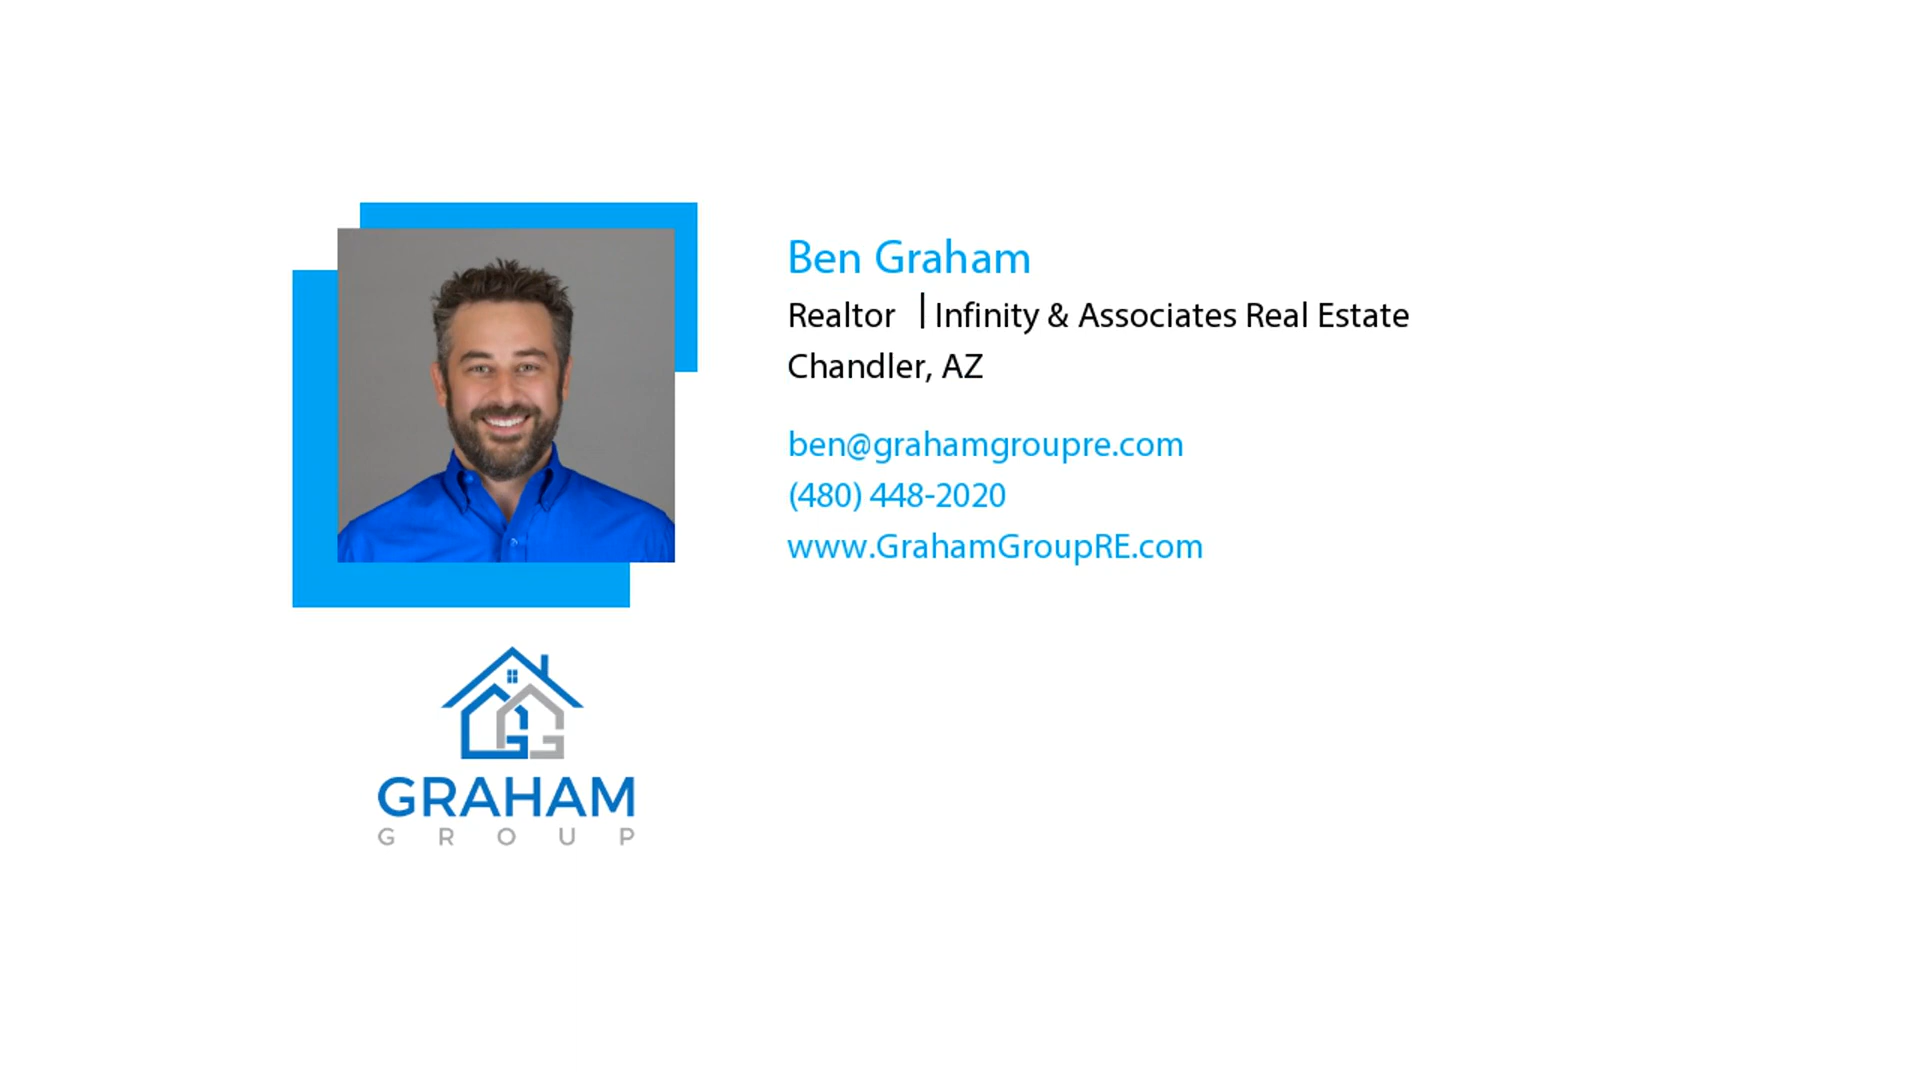 Ben Graham
Realtor | Infinity & Associates Real Estate
Chandler, AZ
ben@grahamgroupre.com
(480) 448-2020
www.GrahamGroupRE.com
GRAHAM
GROUP